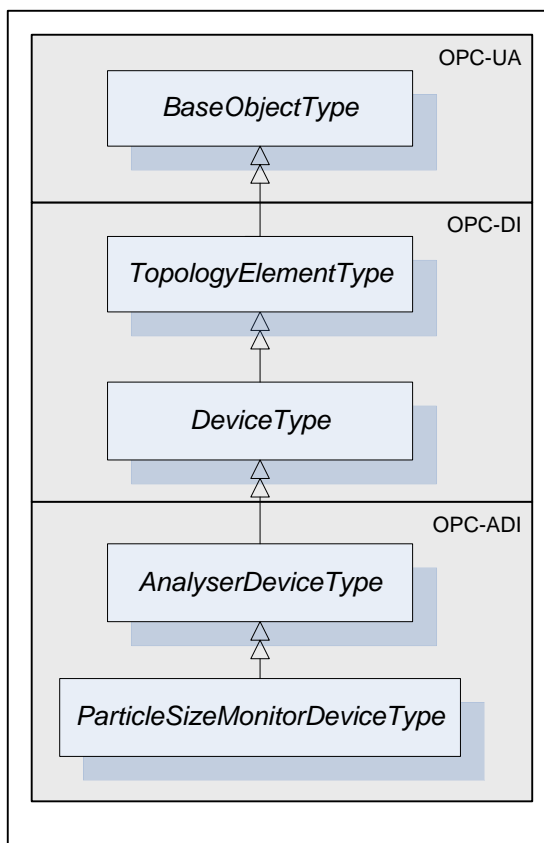 OPC-UA
BaseObjectType
OPC-DI
TopologyElementType
DeviceType
OPC-ADI
AnalyserDeviceType
ParticleSizeMonitorDeviceType